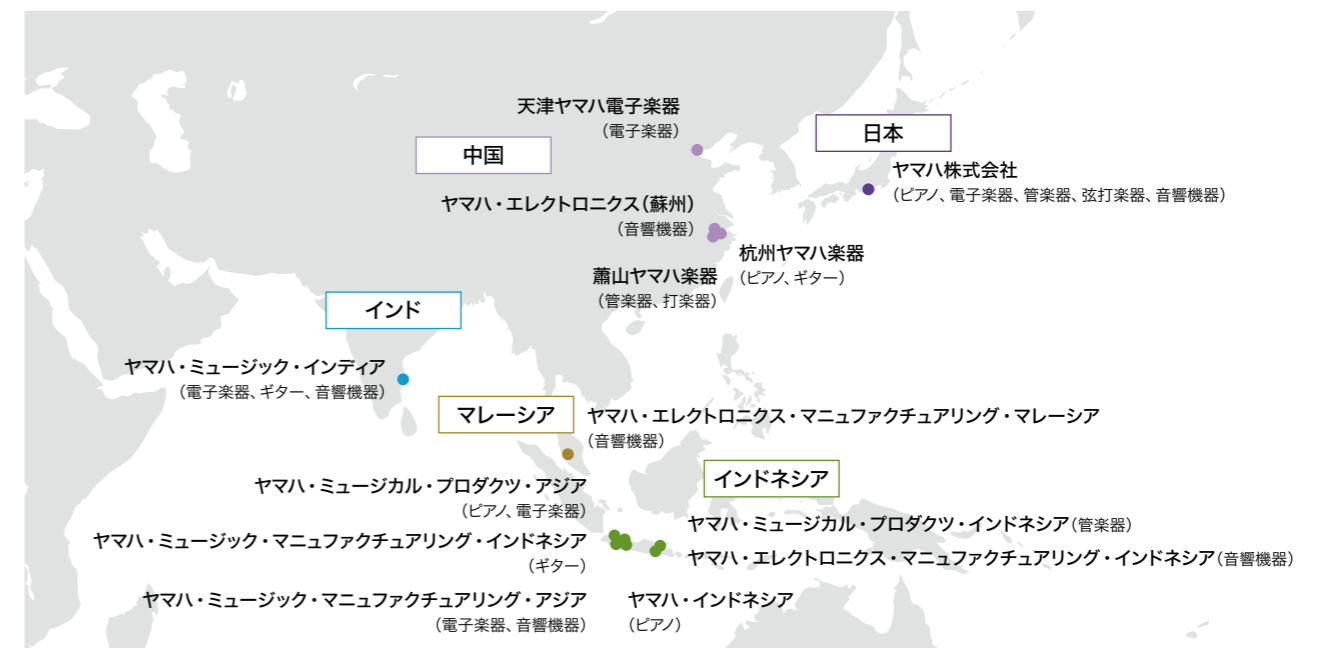 天津ヤマハ電子楽器
（電子楽器）
中国
日本
ヤマハ株式会社
（ピアノ、電子楽器、管楽器、弦打楽器、音響機器）
ヤマハ・エレクトロニクス（蘇州）
（音響機器）
杭州ヤマハ楽器
（ピアノ、ギター）
蕭山ヤマハ楽器
（管楽器、打楽器）
インド
ヤマハ・ミュージック・インディア
（電子楽器、ギター、音響機器）
マレーシア
ヤマハ・エレクトロニクス・マニュファクチュアリング・マレーシア
（音響機器）
インドネシア
ヤマハ・ミュージカル・プロダクツ・アジア
（ピアノ、電子楽器）
ヤマハ・ミュージカル・プロダクツ・インドネシア（管楽器）
ヤマハ・ミュージック・マニュファクチュアリング・インドネシア
（ギター）
ヤマハ・エレクトロニクス・マニュファクチュアリング・インドネシア（音響機器）
ヤマハ・ミュージック・マニュファクチュアリング・アジア
（電子楽器、音響機器）
ヤマハ・インドネシア
（ピアノ）